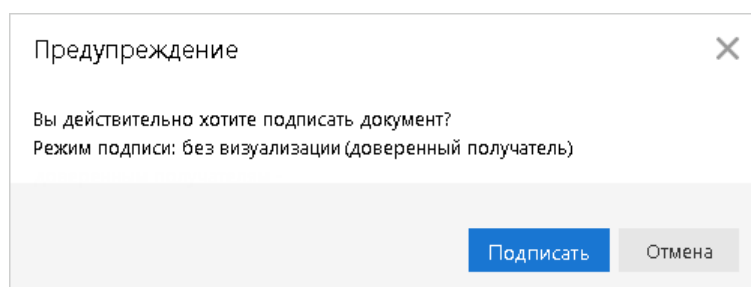 Предупреждение
Вы действительно хотите подписать документ?
Режим подписи: без визуализации (доверенный получатель)
Подписать
Отмена